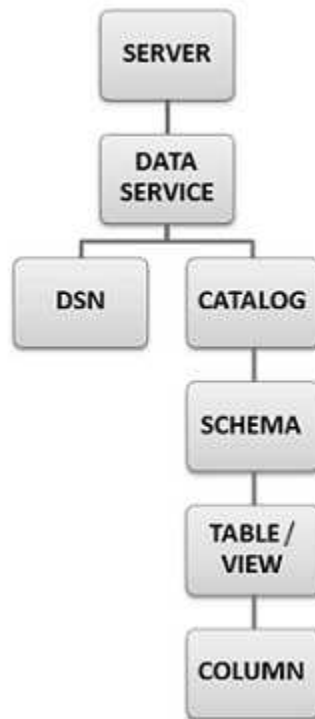 SERVER
DATA
SERVICE
DSN
CATALOG
SCHEMA
TABLE /
VIEW
COLUMN